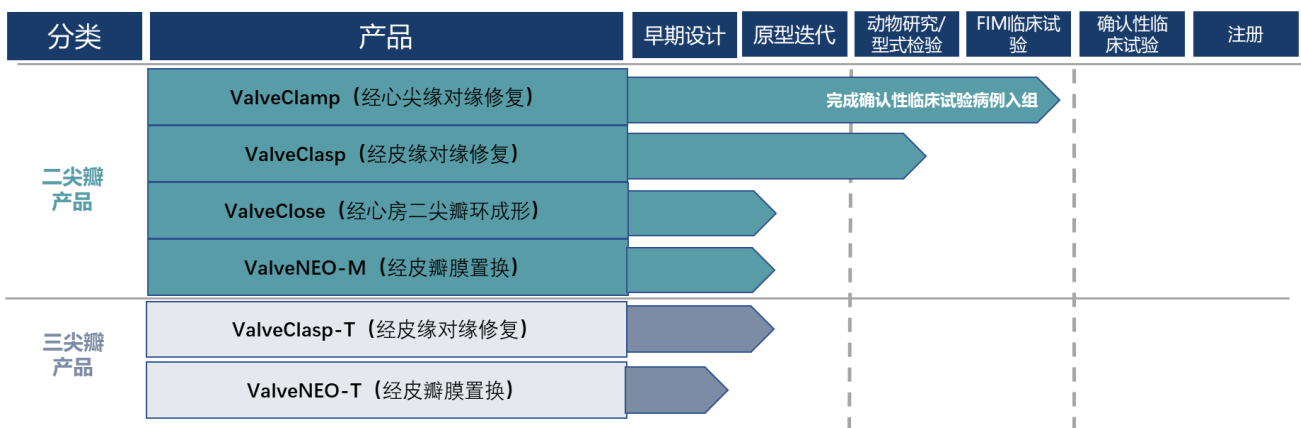 分类
产品
早期设计
原型迭代
动物研究/
型式检验
FIM临床试
验
确认性临
床试验
注册
二尖瓣
产品
ValveClamp（经心尖缘对缘修复）
完成确认性临床试验病例入组
ValveClasp（经皮缘对缘修复）
ValveClose（经心房二尖瓣环成形）
ValveNEO-M（经皮瓣膜置换）
三尖瓣
产品
ValveClasp-T（经皮缘对缘修复）
ValveNEO-T（经皮瓣膜置换）